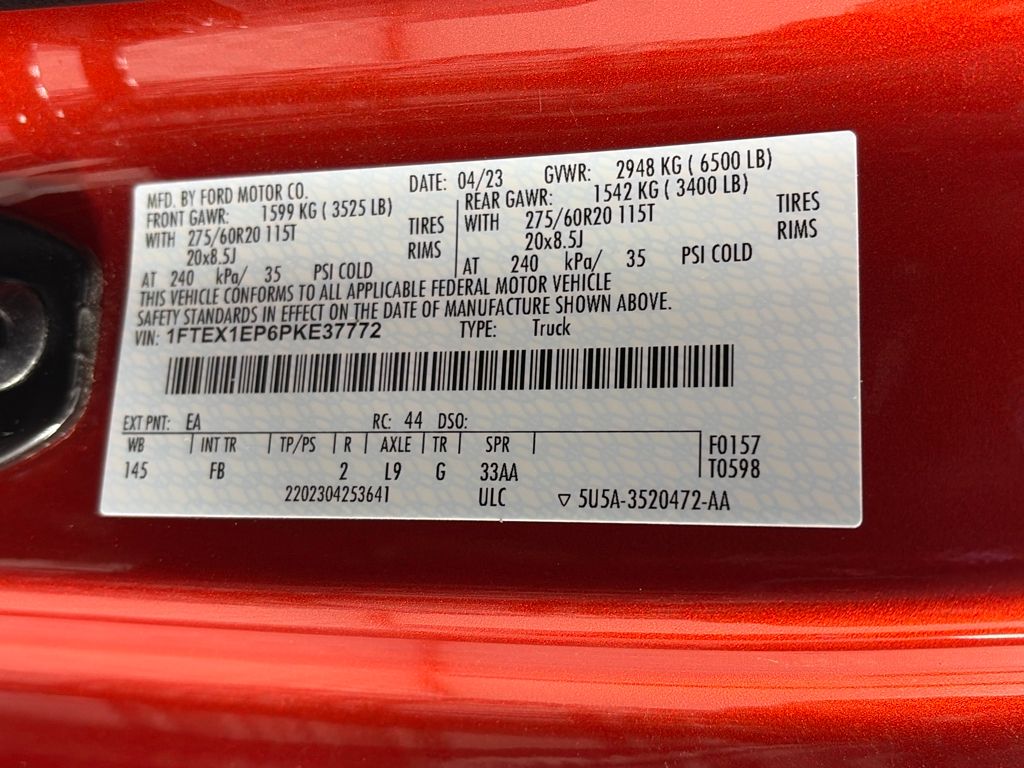 MFD. BY FORD MOTOR CO. DATE: 04/23 GVWR: 2948 KG ( 6500 LB)
FRONT GAWR: 1599 KG ( 3525 LB) REAR GAWR: 1542 KG ( 3400 LB)
WITH 275/60R20 115T TIRES WITH 275/60R20 115T TIRES
20x8.5J RIMS 20x8.5J RIMS
AT 240 kPa/ 35 PSI COLD AT 240 kPa/ 35 PSI COLD
THIS VEHICLE CONFORMS TO ALL APPLICABLE FEDERAL MOTOR VEHICLE
SAFETY STANDARDS IN EFFECT ON THE DATE OF MANUFACTURE SHOWN ABOVE.
VIN: 1FTEX1EP6PKE37772 TYPE: Truck
EXT PNT: EA RC: 44 DSO:
WB INT TR TP/PS R AXLE TR SPR F0157
145 FB 2 L9 G 33AA T0598
2202304253641 ULC ▽ 5U5A-3520472-AA